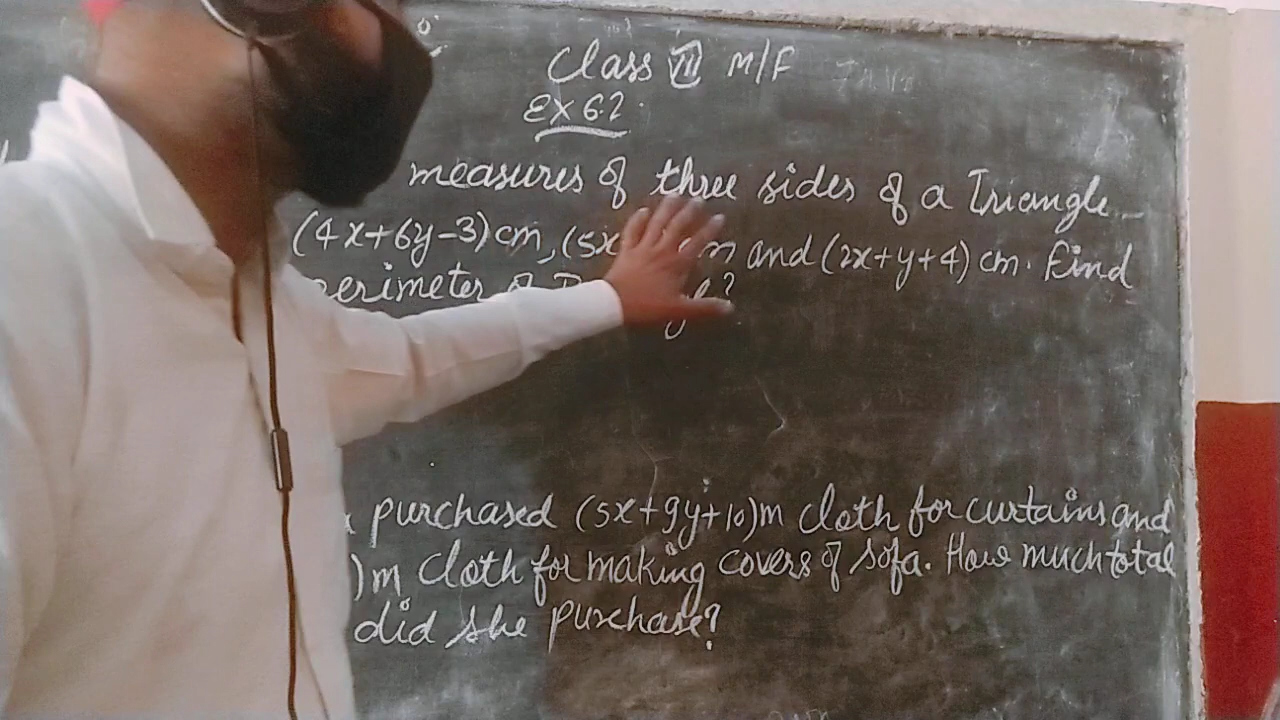 Class VII M/F
Ex 6.2
measures of three sides of a Triangle
(4x+6y-3) cm, (5x and (2x+y+4) cm. Find
perimeter of ?
purchased (5x+9y+10)m cloth for curtains and
)m cloth for making covers of sofa. How much total
did she purchase?